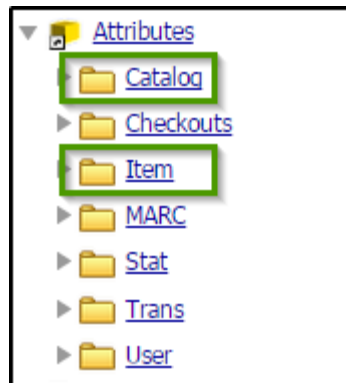 Attributes
Catalog
Checkouts
Item
MARC
Stat
Trans
User